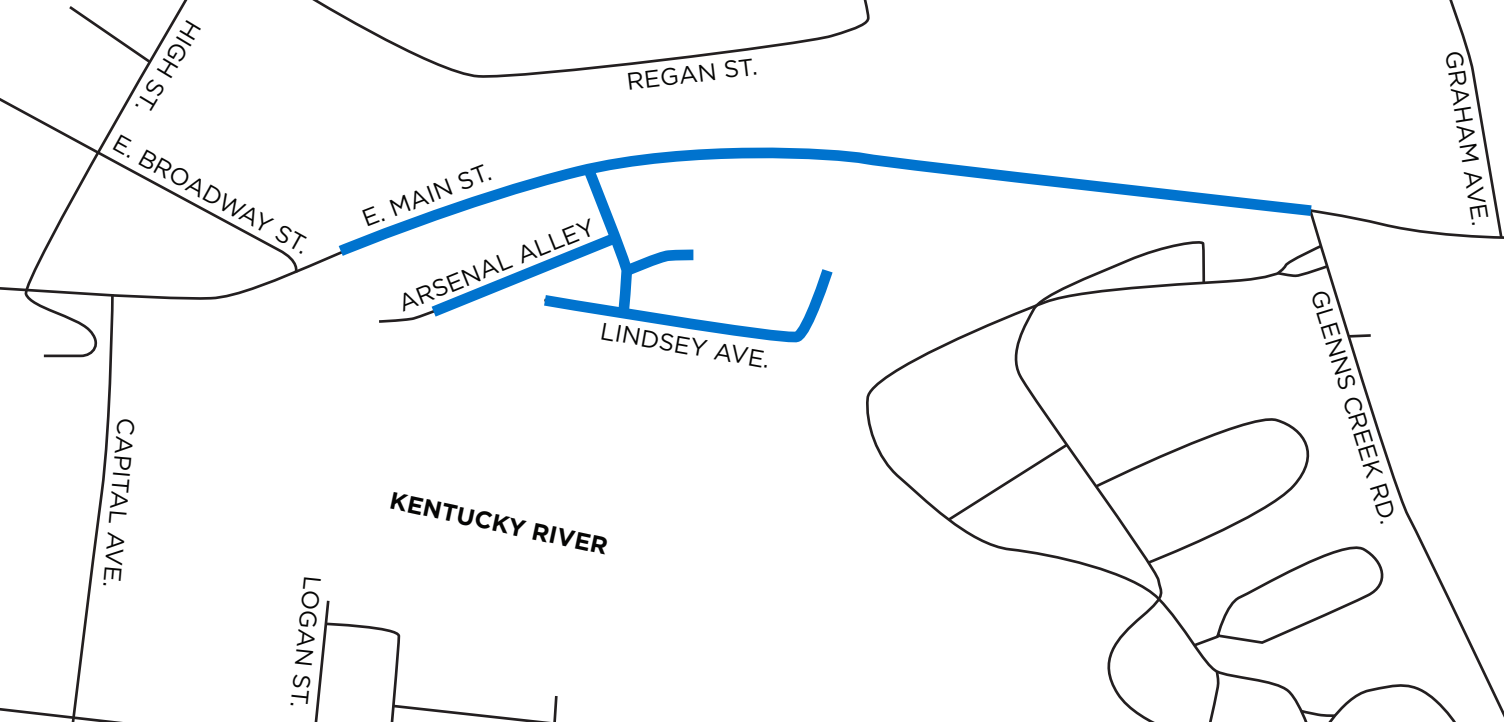 HIGH ST.
REGAN ST.
GRAHAM AVE.
E. BROADWAY ST.
E. MAIN ST.
ARSENAL ALLEY
LINDSEY AVE.
GLENNS CREEK RD.
CAPITAL AVE.
KENTUCKY RIVER
LOGAN ST.